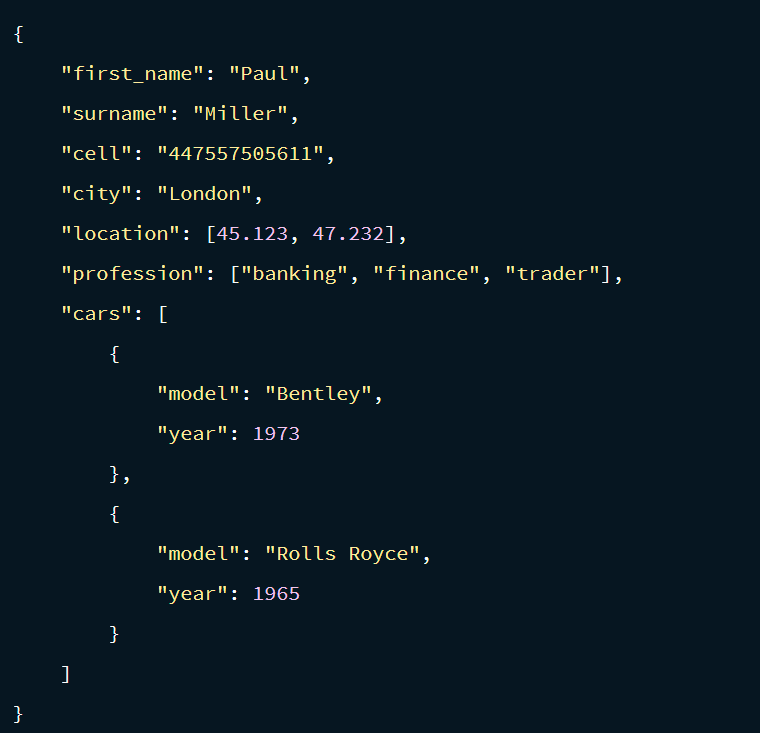 {
    "first_name": "Paul",
    "surname": "Miller",
    "cell": "447557505611",
    "city": "London",
    "location": [45.123, 47.232],
    "profession": ["banking", "finance", "trader"],
    "cars": [
        {
            "model": "Bentley",
            "year": 1973
        },
        {
            "model": "Rolls Royce",
            "year": 1965
        }
    ]
}